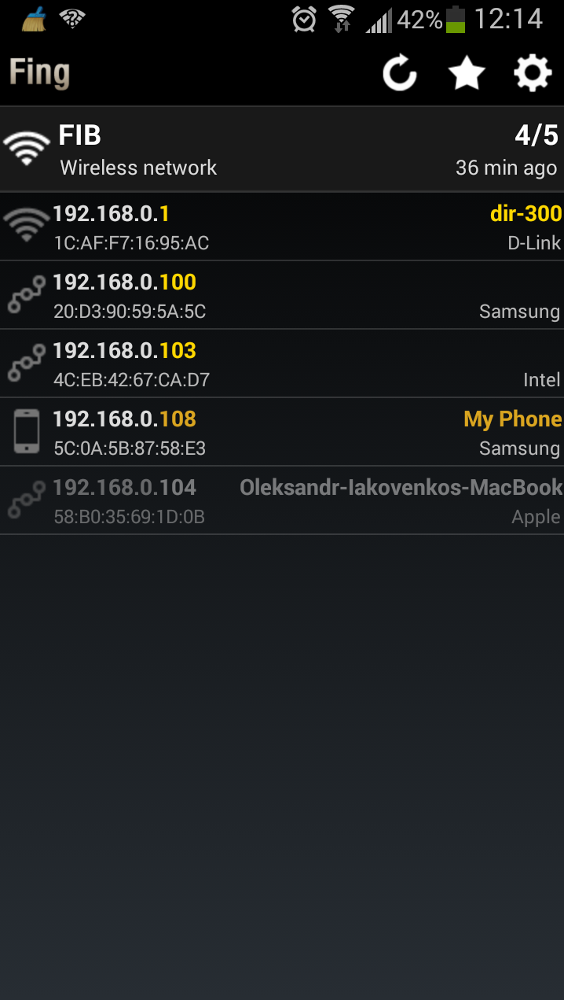 42% 12:14
Fing
FIB 4/5
Wireless network 36 min ago
192.168.0.1 dir-300
1C:AF:F7:16:95:AC D-Link
192.168.0.100
20:D3:90:59:5A:5C Samsung
192.168.0.103
4C:EB:42:67:CA:D7 Intel
192.168.0.108 My Phone
5C:0A:5B:87:58:E3 Samsung
192.168.0.104 Oleksandr-Iakovenkos-MacBook
58:B0:35:69:1D:0B Apple